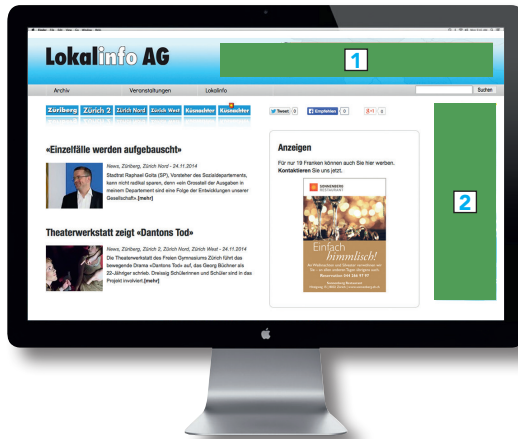 Lokalinfo AG
1
Archiv Veranstaltungen Lokalinfo Suchen
Züriberg Zürich 2 Zürich Nord Zürich West Küsnachter Küsnachter
Tweet 0 Empfehlen 0 +1 0
«Einzelfälle werden aufgebauscht»
News, Züriberg, Zürich Nord - 24.11.2014
Stadtrat Raphael Golta (SP), Vorsteher des Sozialdepartements,
kann nicht radikal sparen, denn «ein Grossteil der Ausgaben in
meinem Departement sind eine Folge der Entwicklungen unserer
Gesellschaft».[mehr]
Theaterwerkstatt zeigt «Dantons Tod»
News, Züriberg, Zürich 2, Zürich Nord, Zürich West - 24.11.2014
Die Theaterwerkstatt des Freien Gymnasiums Zürich führt das
bewegende Drama «Dantons Tod» auf, das Georg Büchner als
22-Jähriger schrieb. Dreissig Schülerinnen und Schüler sind in das
Projekt involviert.[mehr]
Anzeigen
Für nur 19 Franken können auch Sie hier werben.
Kontaktieren Sie uns jetzt.
SONNENBERG
RESTAURANT
Einfach
himmlisch!
2